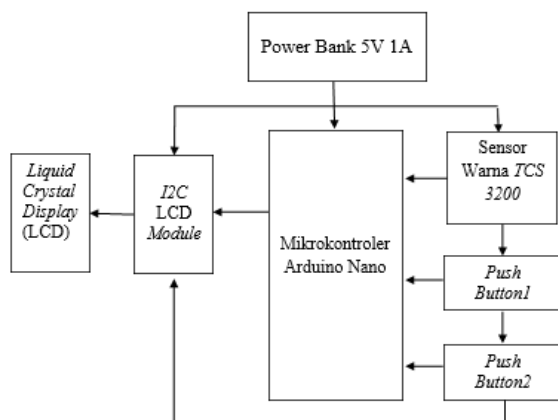 Power Bank 5V 1A
Sensor
Warna TCS
3200
Liquid
Crystal
Display
(LCD)
I2C
LCD
Module
Mikrokontroler
Arduino Nano
Push
Button1
Push
Button2